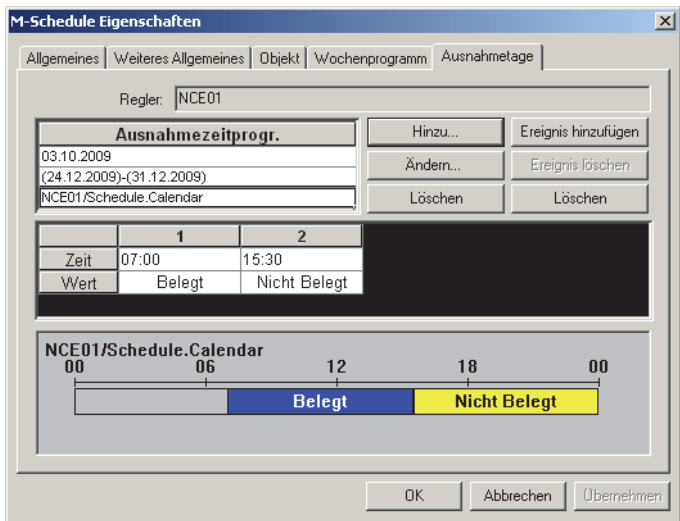 M-Schedule Eigenschaften
Allgemeines Weiteres Allgemeines Objekt Wochenprogramm Ausnahmetage
Regler: NCE01
Ausnahmezeitprogr. Hinzu... Ereignis hinzufügen
03.10.2009
(24.12.2009)-(31.12.2009) Ändern... Ereignis löschen
NCE01/Schedule.Calendar Löschen Löschen
1 2
Zeit 07:00 15:30
Wert Belegt Nicht Belegt
NCE01/Schedule.Calendar
00 06 12 18 00
Belegt Nicht Belegt
OK Abbrechen Übernehmen